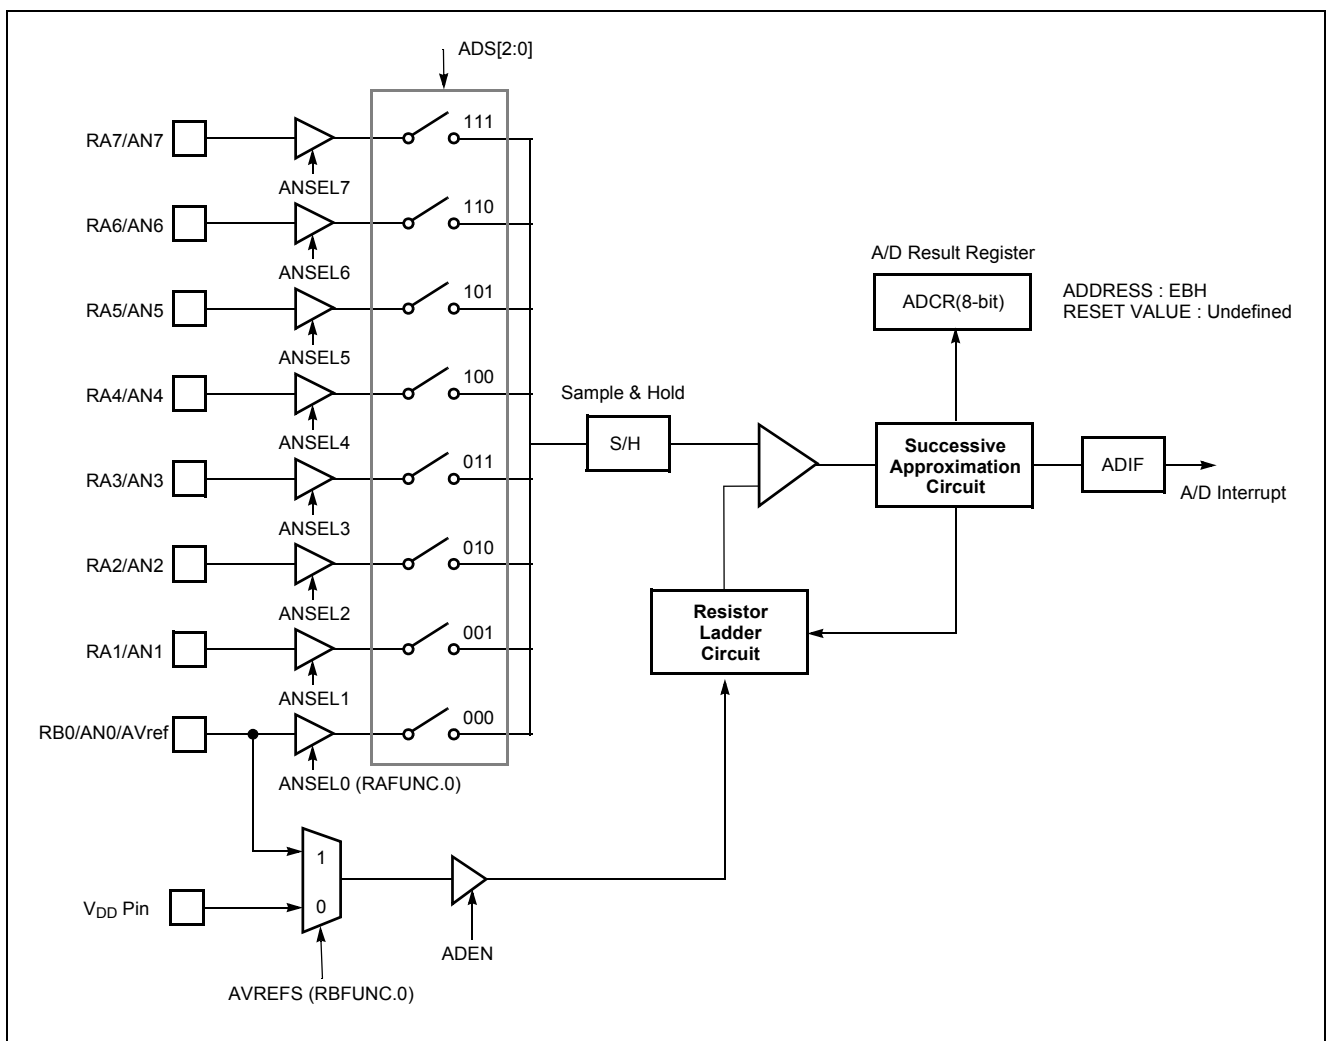 ADS[2:0]
RA7/AN7
111
ANSEL7
RA6/AN6
110
ANSEL6
RA5/AN5
101
ANSEL5
RA4/AN4
100
ANSEL4
RA3/AN3
011
ANSEL3
RA2/AN2
010
ANSEL2
RA1/AN1
001
ANSEL1
RB0/AN0/AVref
000
ANSEL0 (RAFUNC.0)
Sample & Hold
S/H
A/D Result Register
ADCR(8-bit)
ADDRESS : EBH
RESET VALUE : Undefined
Successive
Approximation
Circuit
ADIF
A/D Interrupt
Resistor
Ladder
Circuit
1
0
VDD Pin
ADEN
AVREFS (RBFUNC.0)